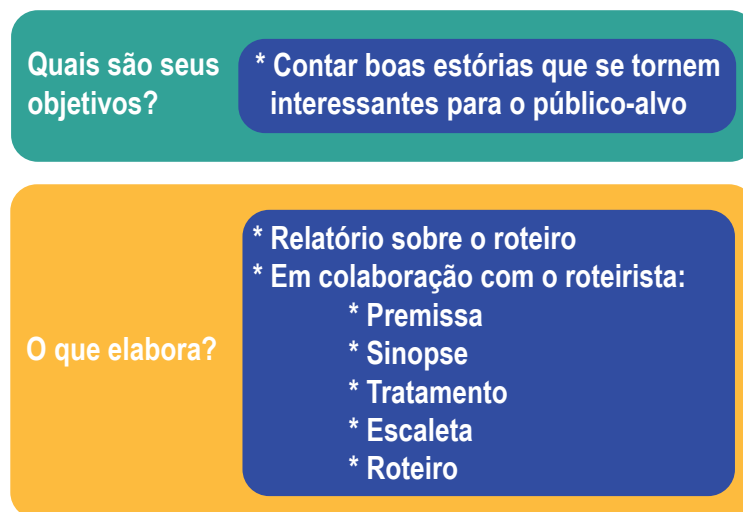 Quais são seus
objetivos?
* Contar boas estórias que se tornem
interessantes para o público-alvo
O que elabora?
* Relatório sobre o roteiro
* Em colaboração com o roteirista:
* Premissa
* Sinopse
* Tratamento
* Escaleta
* Roteiro